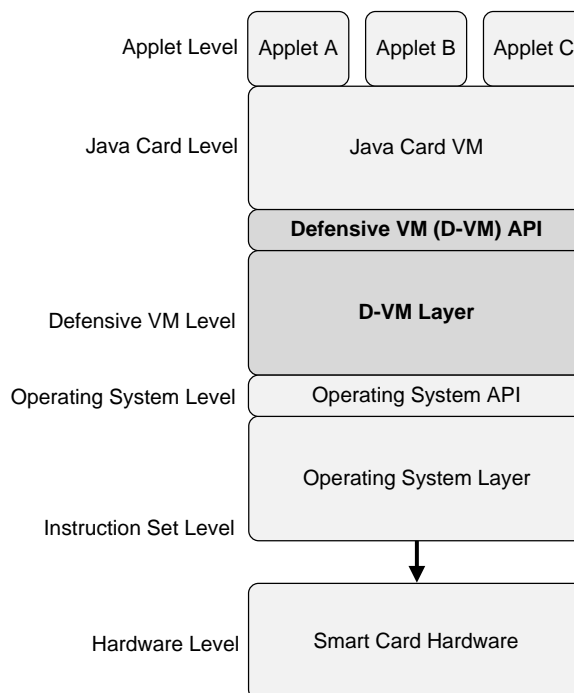 Applet Level
Applet A
Applet B
Applet C
Java Card Level
Java Card VM
Defensive VM (D-VM) API
D-VM Layer
Defensive VM Level
Operating System Level
Operating System API
Operating System Layer
Instruction Set Level
Hardware Level
Smart Card Hardware